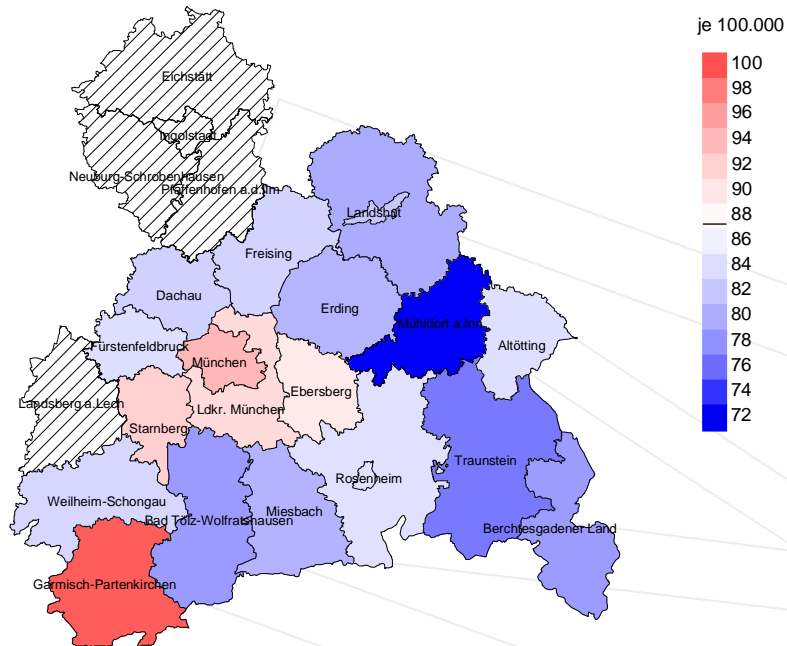 je 100.000
100
98
96
94
92
90
88
86
84
82
80
78
76
74
72
Eichstätt
Ingolstadt
Neuburg-Schrobenhausen
Pfaffenhofen a.d.Ilm
Landshut
Freising
Dachau
Erding
Mühldorf a.Inn
Altötting
Fürstenfeldbruck
München
Ebersberg
Landsberg a.Lech
Ldkr. München
Starnberg
Traunstein
Rosenheim
Weilheim-Schongau
Miesbach
Bad Tölz-Wolfratshausen
Berchtesgadener Land
Garmisch-Partenkirchen